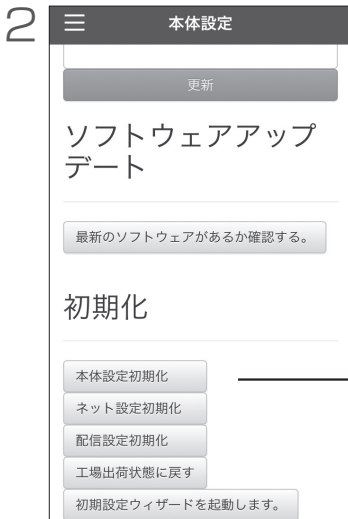 2
本体設定
更新
ソフトウェアアップ
デート
最新のソフトウェアがあるか確認する。
初期化
本体設定初期化
ネット設定初期化
配信設定初期化
工場出荷状態に戻す
初期設定ウィザードを起動します。